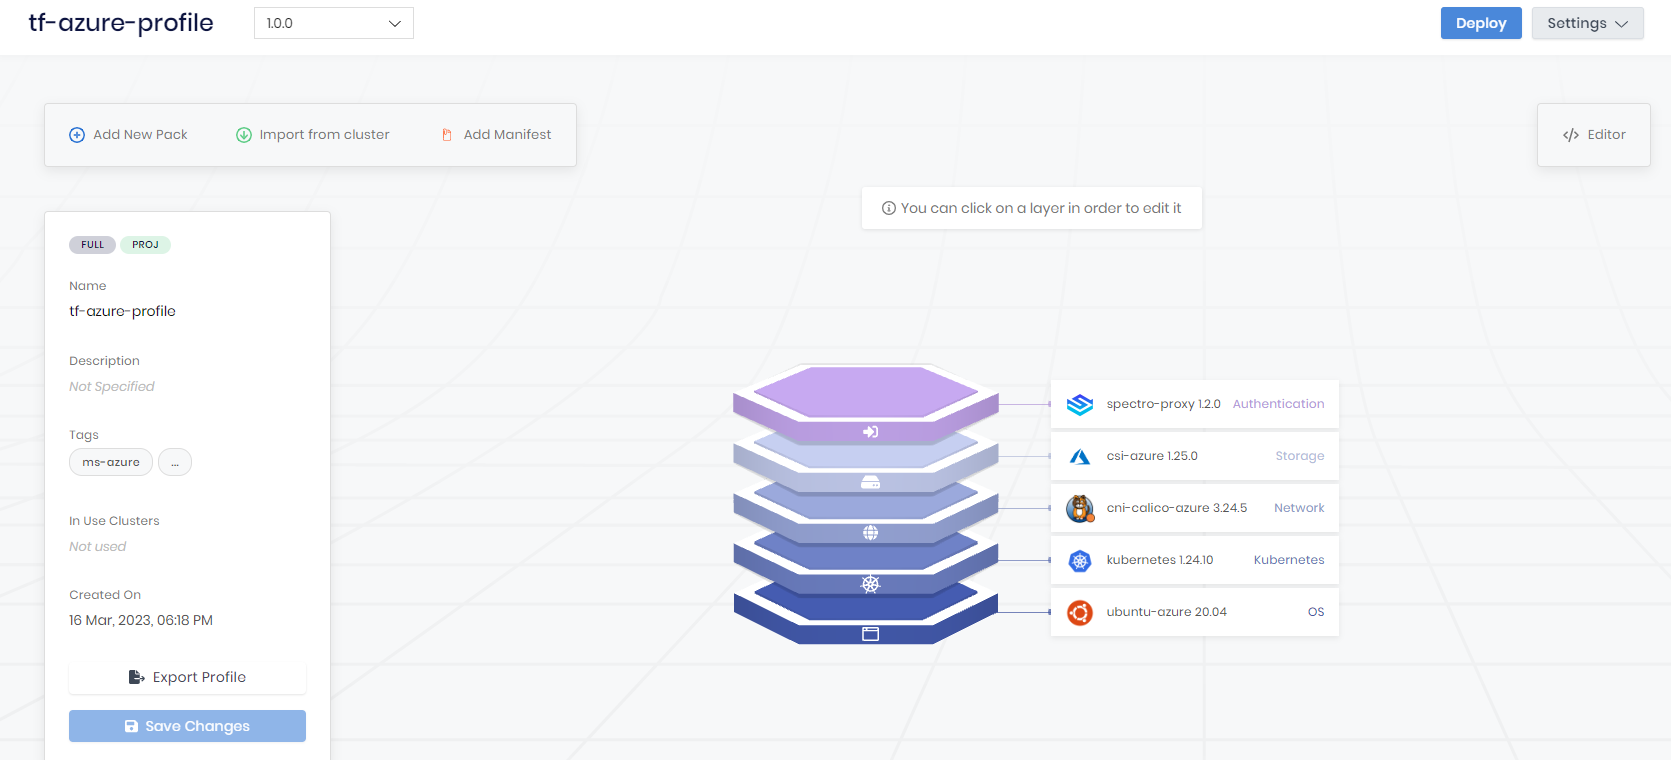 tf-azure-profile
1.0.0
Deploy
Settings
Add New Pack
Import from cluster
Add Manifest
</> Editor
You can click on a layer in order to edit it
FULL
PROJ
Name
tf-azure-profile
Description
Not Specified
Tags
ms-azure
...
In Use Clusters
Not used
Created On
16 Mar, 2023, 06:18 PM
Export Profile
Save Changes
spectro-proxy 1.2.0 Authentication
csi-azure 1.25.0 Storage
cni-calico-azure 3.24.5 Network
kubernetes 1.24.10 Kubernetes
ubuntu-azure 20.04 OS